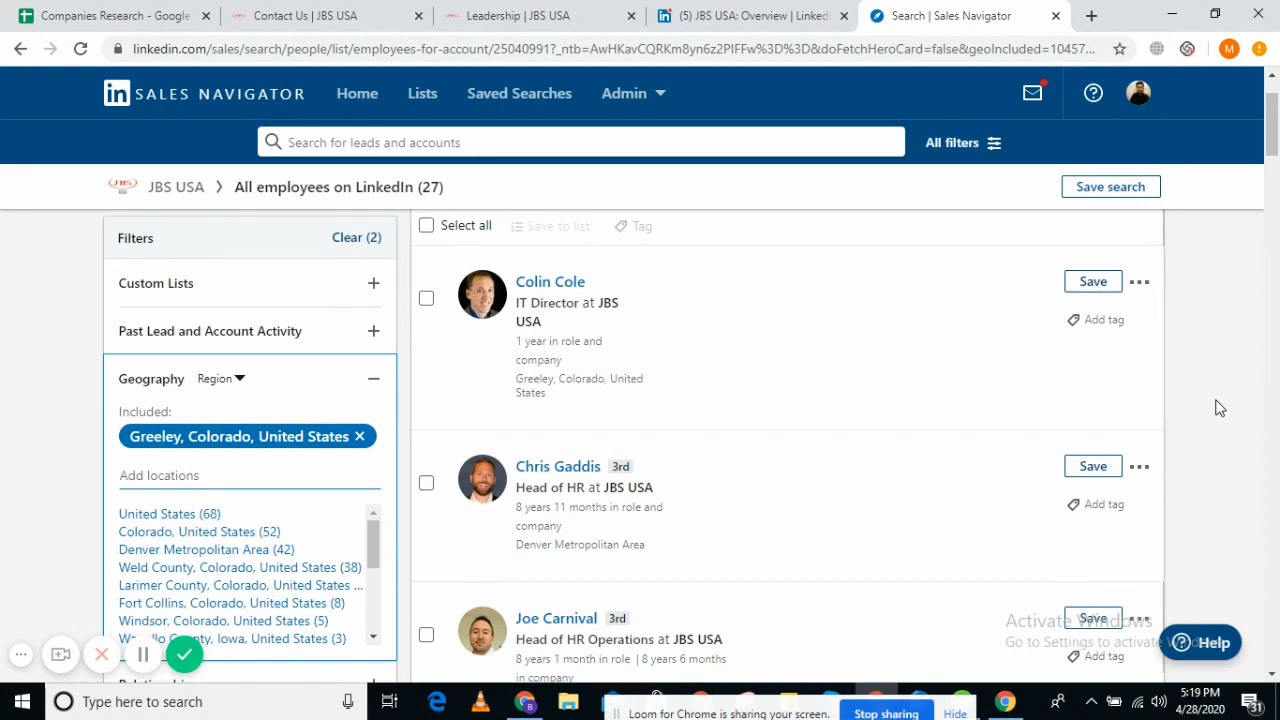 Companies Research - Google
Contact Us | JBS USA
Leadership | JBS USA
(5) JBS USA: Overview | LinkedI
Search | Sales Navigator
linkedin.com/sales/search/people/list/employees-for-account/25040991?_ntb=AwHKavCQRKm8yn6z2PIFFw%3D%3D&doFetchHeroCard=false&geoIncluded=10457...
M
in SALES NAVIGATOR
Home
Lists
Saved Searches
Admin
Search for leads and accounts
All filters
JBS USA
All employees on LinkedIn (27)
Save search
Filters
Clear (2)
Custom Lists
Past Lead and Account Activity
Geography
Region
Included:
Greeley, Colorado, United States
Add locations
United States (68)
Colorado, United States (52)
Denver Metropolitan Area (42)
Weld County, Colorado, United States (38)
Larimer County, Colorado, United States ...
Fort Collins, Colorado, United States (8)
Windsor, Colorado, United States (5)
County, Iowa, United States (3)
Select all
Save to list
Tag
Colin Cole
IT Director at JBS
USA
1 year in role and
company
Greeley, Colorado, United
States
Save
Add tag
Chris Gaddis 3rd
Head of HR at JBS USA
8 years 11 months in role and
company
Denver Metropolitan Area
Save
Add tag
Joe Carnival 3rd
Head of HR Operations at JBS USA
8 years 1 month in role | 8 years 6 months
in company
Save
Add tag
Activate Windows
Go to Settings to activate
Help
Type here to search
Loom for Chrome is sharing your screen.
Stop sharing
Hide
5:19 PM
4/28/2020
31